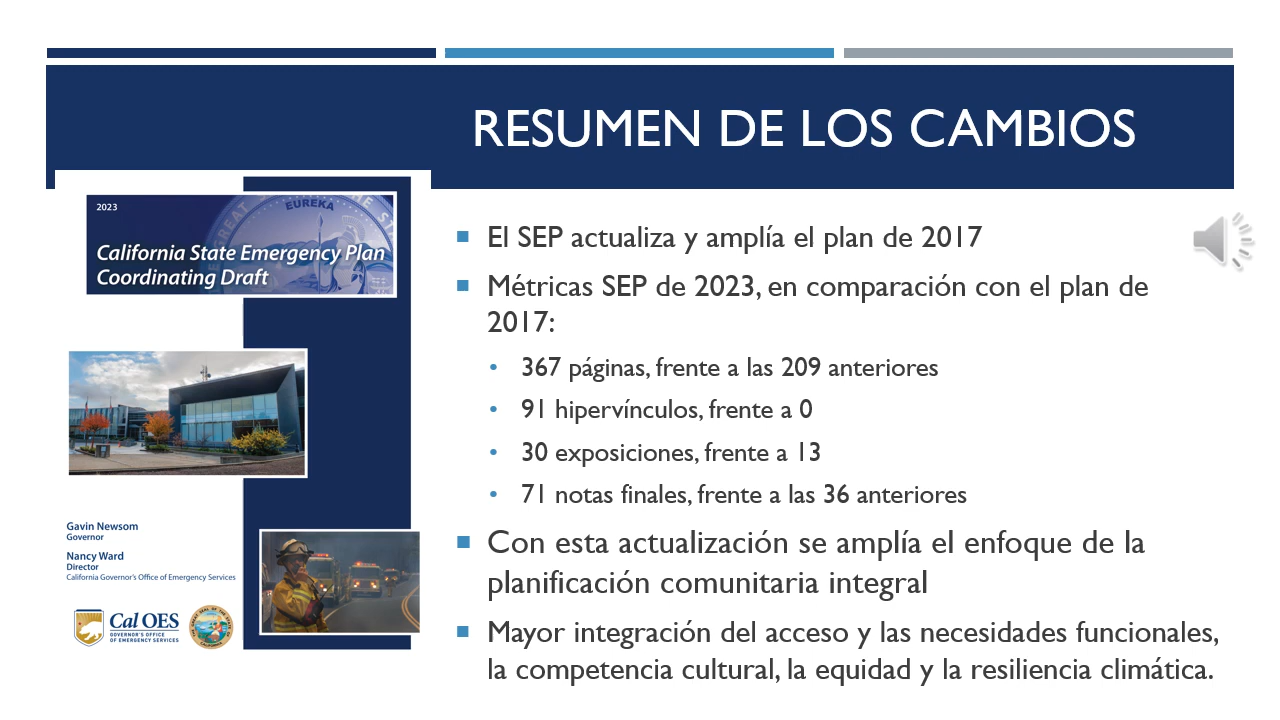 RESUMEN DE LOS CAMBIOS
2023
EUREKA
GREAT
California State Emergency Plan
Coordinating Draft
Gavin Newsom
Governor
Nancy Ward
Director
California Governor's Office of Emergency Services
Cal OES
GOVERNOR'S OFFICE
OF EMERGENCY SERVICES
El SEP actualiza y amplía el plan de 2017
Métricas SEP de 2023, en comparación con el plan de
2017:
367 páginas, frente a las 209 anteriores
91 hipervínculos, frente a 0
30 exposiciones, frente a 13
71 notas finales, frente a las 36 anteriores
Con esta actualización se amplía el enfoque de la
planificación comunitaria integral
Mayor integración del acceso y las necesidades funcionales,
la competencia cultural, la equidad y la resiliencia climática.